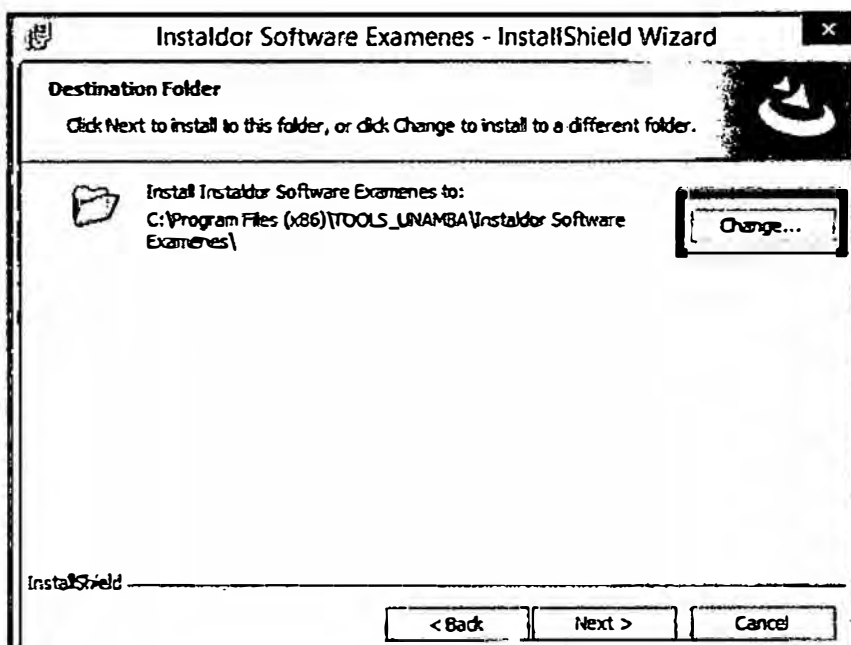 Instaldor Software Examenes - InstallShield Wizard
Destination Folder
Click Next to install to this folder, or click Change to install to a different folder.
Install Instaldor Software Examenes to:
C:\Program Files (x86)\TOOLS_UNAMBA\Instaldor Software
Examenes\
Change...
InstallShield
< Back
Next >
Cancel